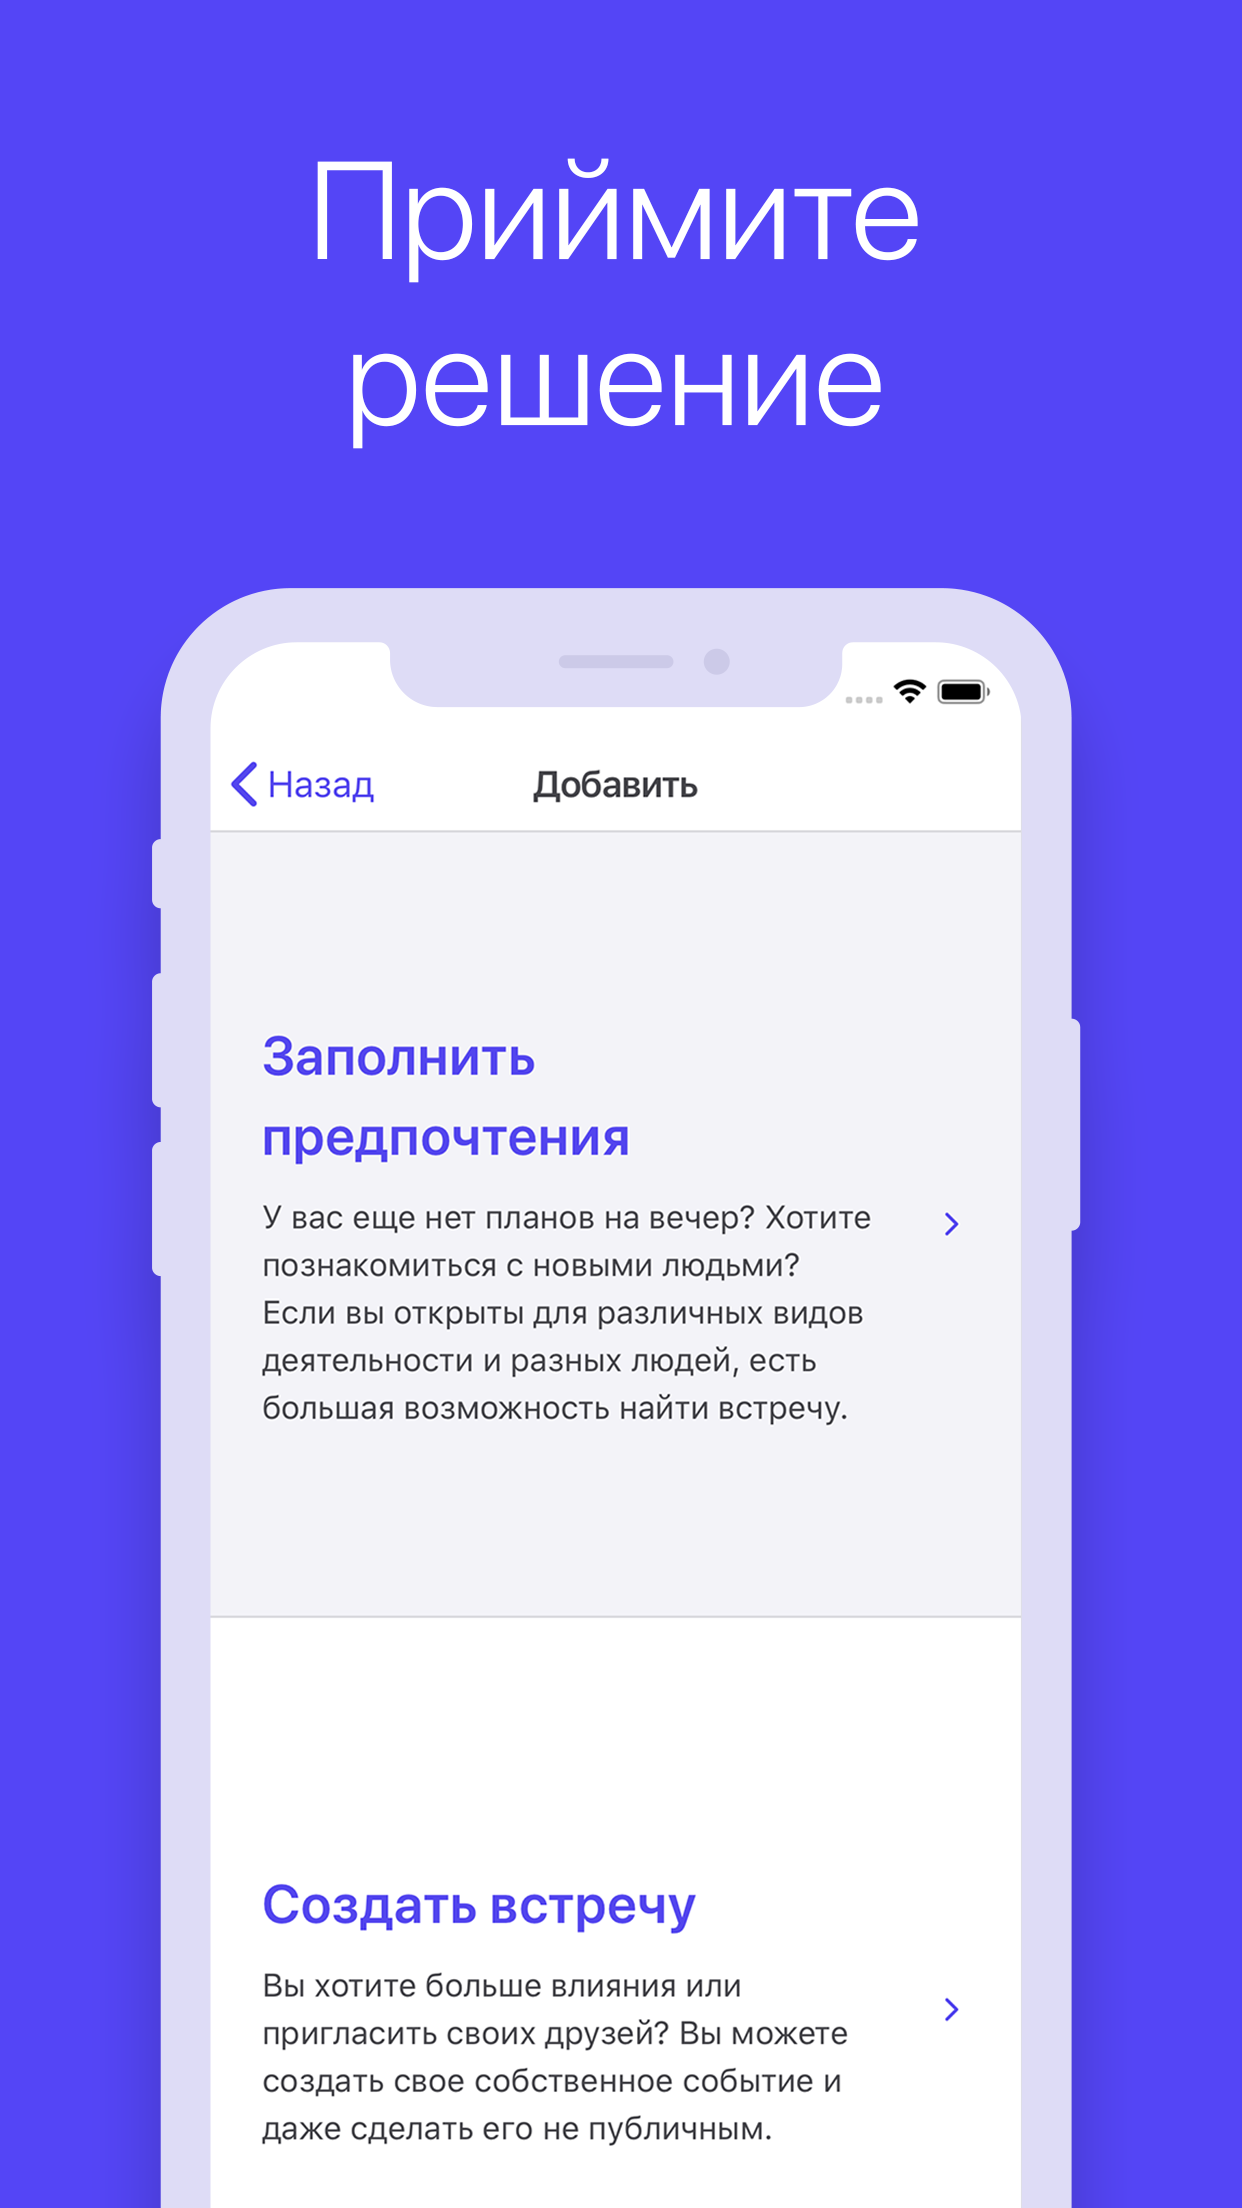 Приймите
решение
Назад
Добавить
Заполнить
предпочтения
У вас еще нет планов на вечер? Хотите
познакомиться с новыми людьми?
Если вы открыты для различных видов
деятельности и разных людей, есть
большая возможность найти встречу.
Создать встречу
Вы хотите больше влияния или
пригласить своих друзей? Вы можете
создать свое собственное событие и
даже сделать его не публичным.